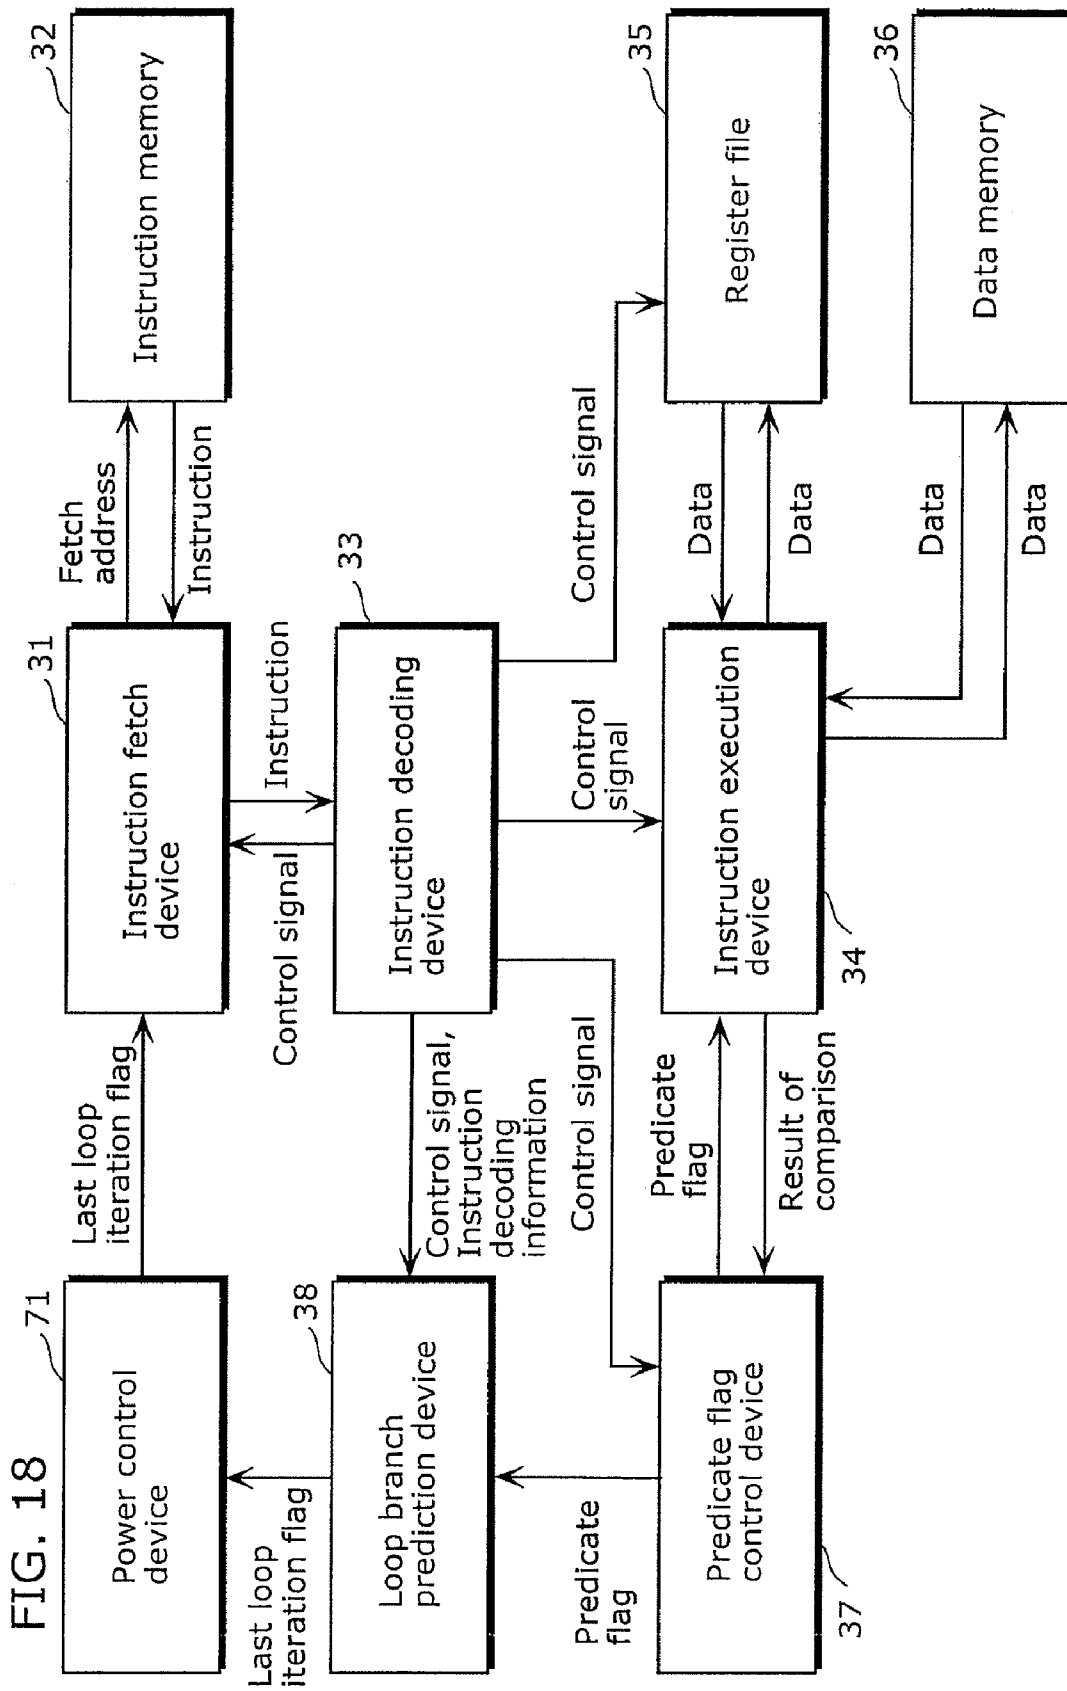 FIG. 18
71
Power control
device
Last loop
iteration flag
31
Instruction fetch
device
Fetch
address
Instruction
32
Instruction memory
Last loop
iteration flag
Control signal
Instruction
38
Loop branch
prediction device
Control signal,
Instruction
decoding
information
33
Instruction decoding
device
Predicate
flag
Control signal
Control
signal
Control signal
37
Predicate flag
control device
Predicate
flag
Result of
comparison
34
Instruction execution
device
Data
Data
35
Register file
Data
Data
36
Data memory